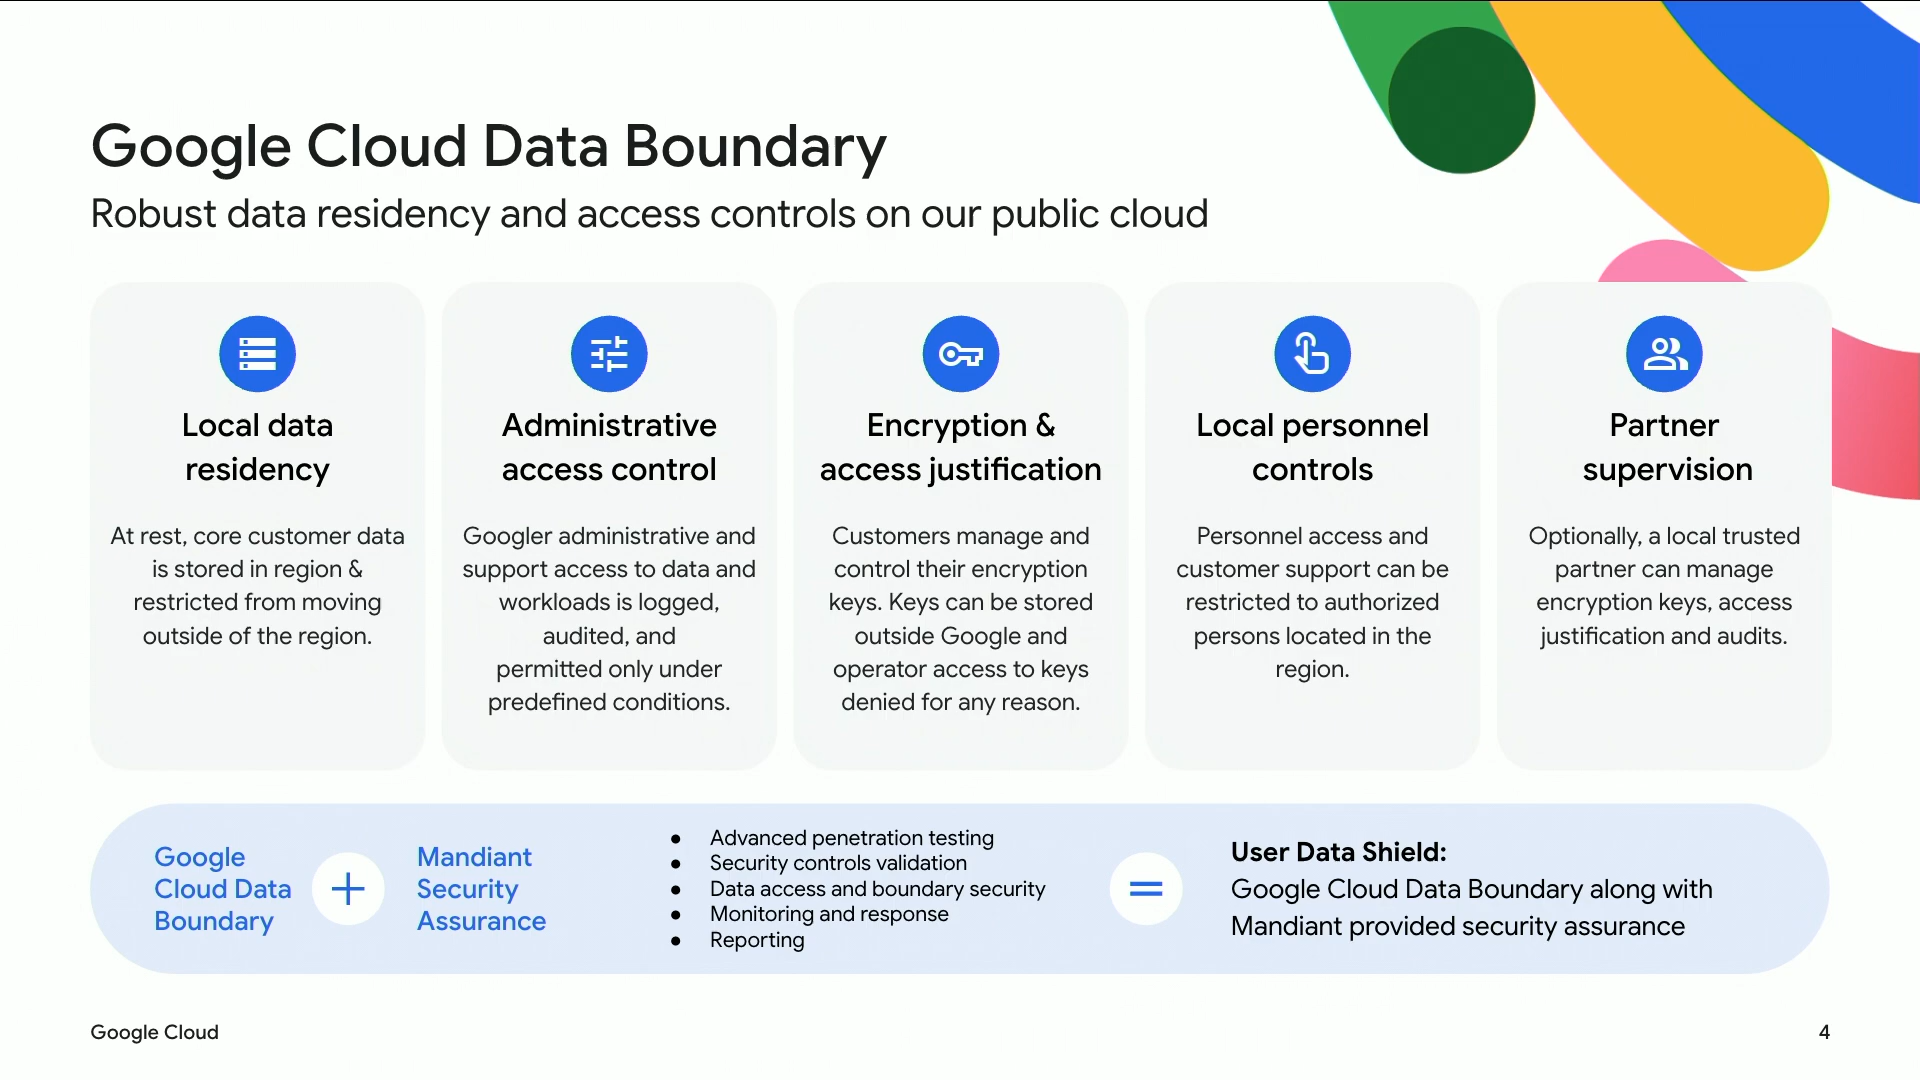 Google Cloud Data Boundary
Robust data residency and access controls on our public cloud
Local data
residency
At rest, core customer data
is stored in region &
restricted from moving
outside of the region.
Administrative
access control
Googler administrative and
support access to data and
workloads is logged,
audited, and
permitted only under
predefined conditions.
Encryption &
access justification
Customers manage and
control their encryption
keys. Keys can be stored
outside Google and
operator access to keys
denied for any reason.
Local personnel
controls
Personnel access and
customer support can be
restricted to authorized
persons located in the
region.
Partner
supervision
Optionally, a local trusted
partner can manage
encryption keys, access
justification and audits.
Google
Cloud Data
Boundary
+
Mandiant
Security
Assurance
● Advanced penetration testing
● Security controls validation
● Data access and boundary security
● Monitoring and response
● Reporting
=
User Data Shield:
Google Cloud Data Boundary along with
Mandiant provided security assurance
Google Cloud
4